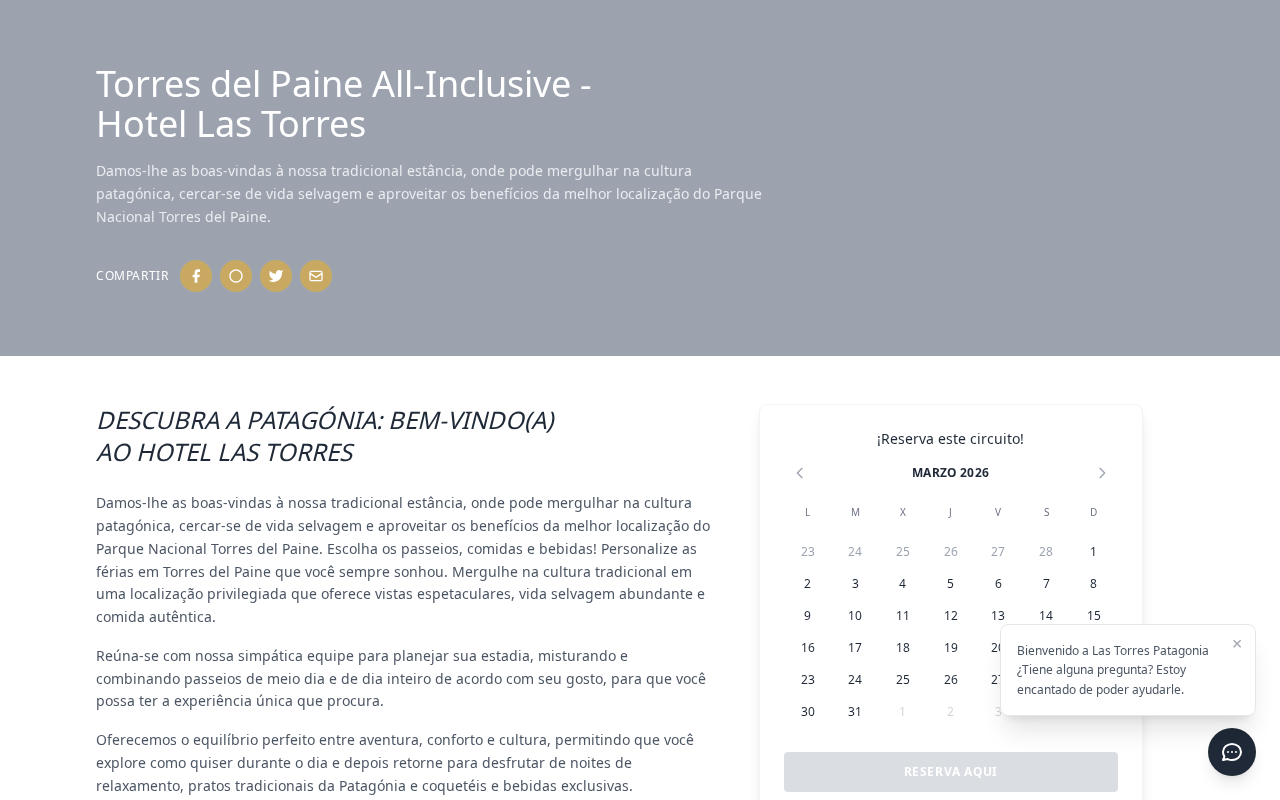 Torres del Paine All-Inclusive -
Hotel Las Torres
Damos-lhe as boas-vindas à nossa tradicional estância, onde pode mergulhar na cultura
patagónica, cercar-se de vida selvagem e aproveitar os benefícios da melhor localização do Parque
Nacional Torres del Paine.
COMPARTIR
DESCUBRA A PATAGÓNIA: BEM-VINDO(A)
AO HOTEL LAS TORRES
Damos-lhe as boas-vindas à nossa tradicional estância, onde pode mergulhar na cultura
patagónica, cercar-se de vida selvagem e aproveitar os benefícios da melhor localização do
Parque Nacional Torres del Paine. Escolha os passeios, comidas e bebidas! Personalize as
férias em Torres del Paine que você sempre sonhou. Mergulhe na cultura tradicional em
uma localização privilegiada que oferece vistas espetaculares, vida selvagem abundante e
comida autêntica.
Reúna-se com nossa simpática equipe para planejar sua estadia, misturando e
combinando passeios de meio dia e de dia inteiro de acordo com seu gosto, para que você
possa ter a experiência única que procura.
Oferecemos o equilíbrio perfeito entre aventura, conforto e cultura, permitindo que você
explore como quiser durante o dia e depois retorne para desfrutar de noites de
relaxamento, pratos tradicionais da Patagónia e coquetéis e bebidas exclusivas.
¡Reserva este circuito!
MARZO 2026
L M X J V S D
23 24 25 26 27 28 1
2 3 4 5 6 7 8
9 10 11 12 13 14 15
16 17 18 19
23 24 25 26
30 31 1 2
RESERVA AQUI
Bienvenido a Las Torres Patagonia
¿Tiene alguna pregunta? Estoy
encantado de poder ayudarle.